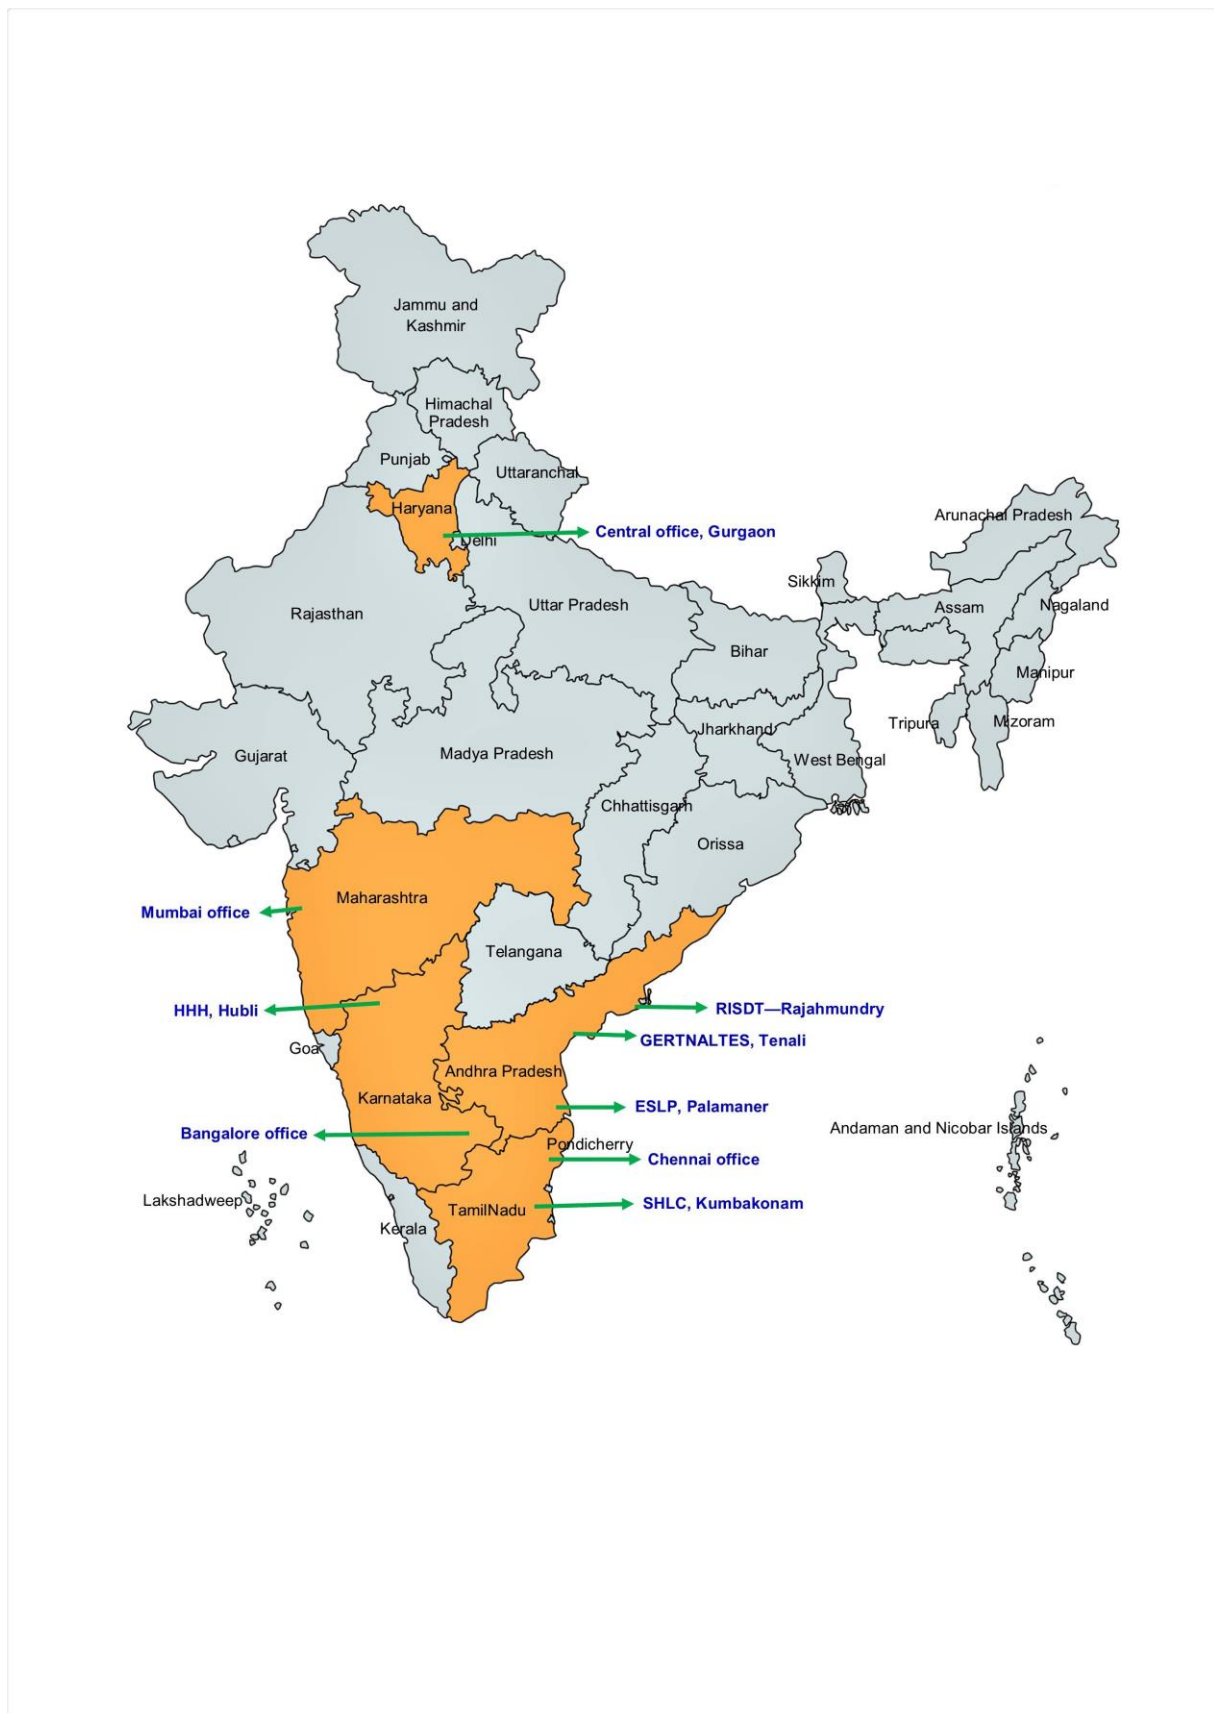 Jammu and
Kashmir
Himachal
Pradesh
Punjab
Uttaranchal
Haryana
Arunachal Pradesh
Central office, Gurgaon
Delhi
Sikkim
Rajasthan
Uttar Pradesh
Assam
Nagaland
Bihar
Manipur
Tripura
Mizoram
Jharkhand
Gujarat
Madya Pradesh
West Bengal
Chhattisgarh
Orissa
Maharashtra
Mumbai office
Telangana
HHH, Hubli
RISDT—Rajahmundry
GERTNALTES, Tenali
Goa
Andhra Pradesh
Karnataka
ESLP, Palamaner
Andaman and Nicobar Islands
Bangalore office
Pondicherry
Chennai office
Lakshadweep
SHLC, Kumbakonam
TamilNadu
Kerala